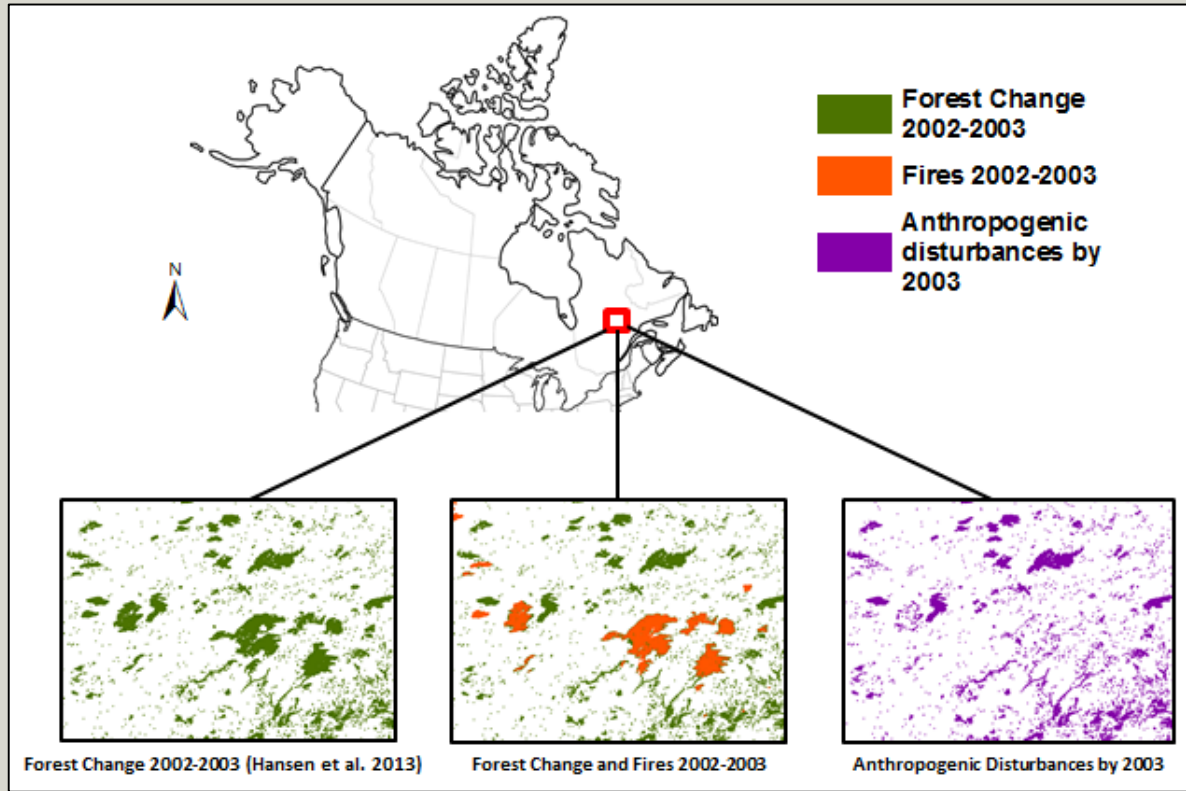 Forest Change
2002-2003
Fires 2002-2003
Anthropogenic
disturbances by
2003
N
Forest Change 2002-2003 (Hansen et al. 2013)
Forest Change and Fires 2002-2003
Anthropogenic Disturbances by 2003